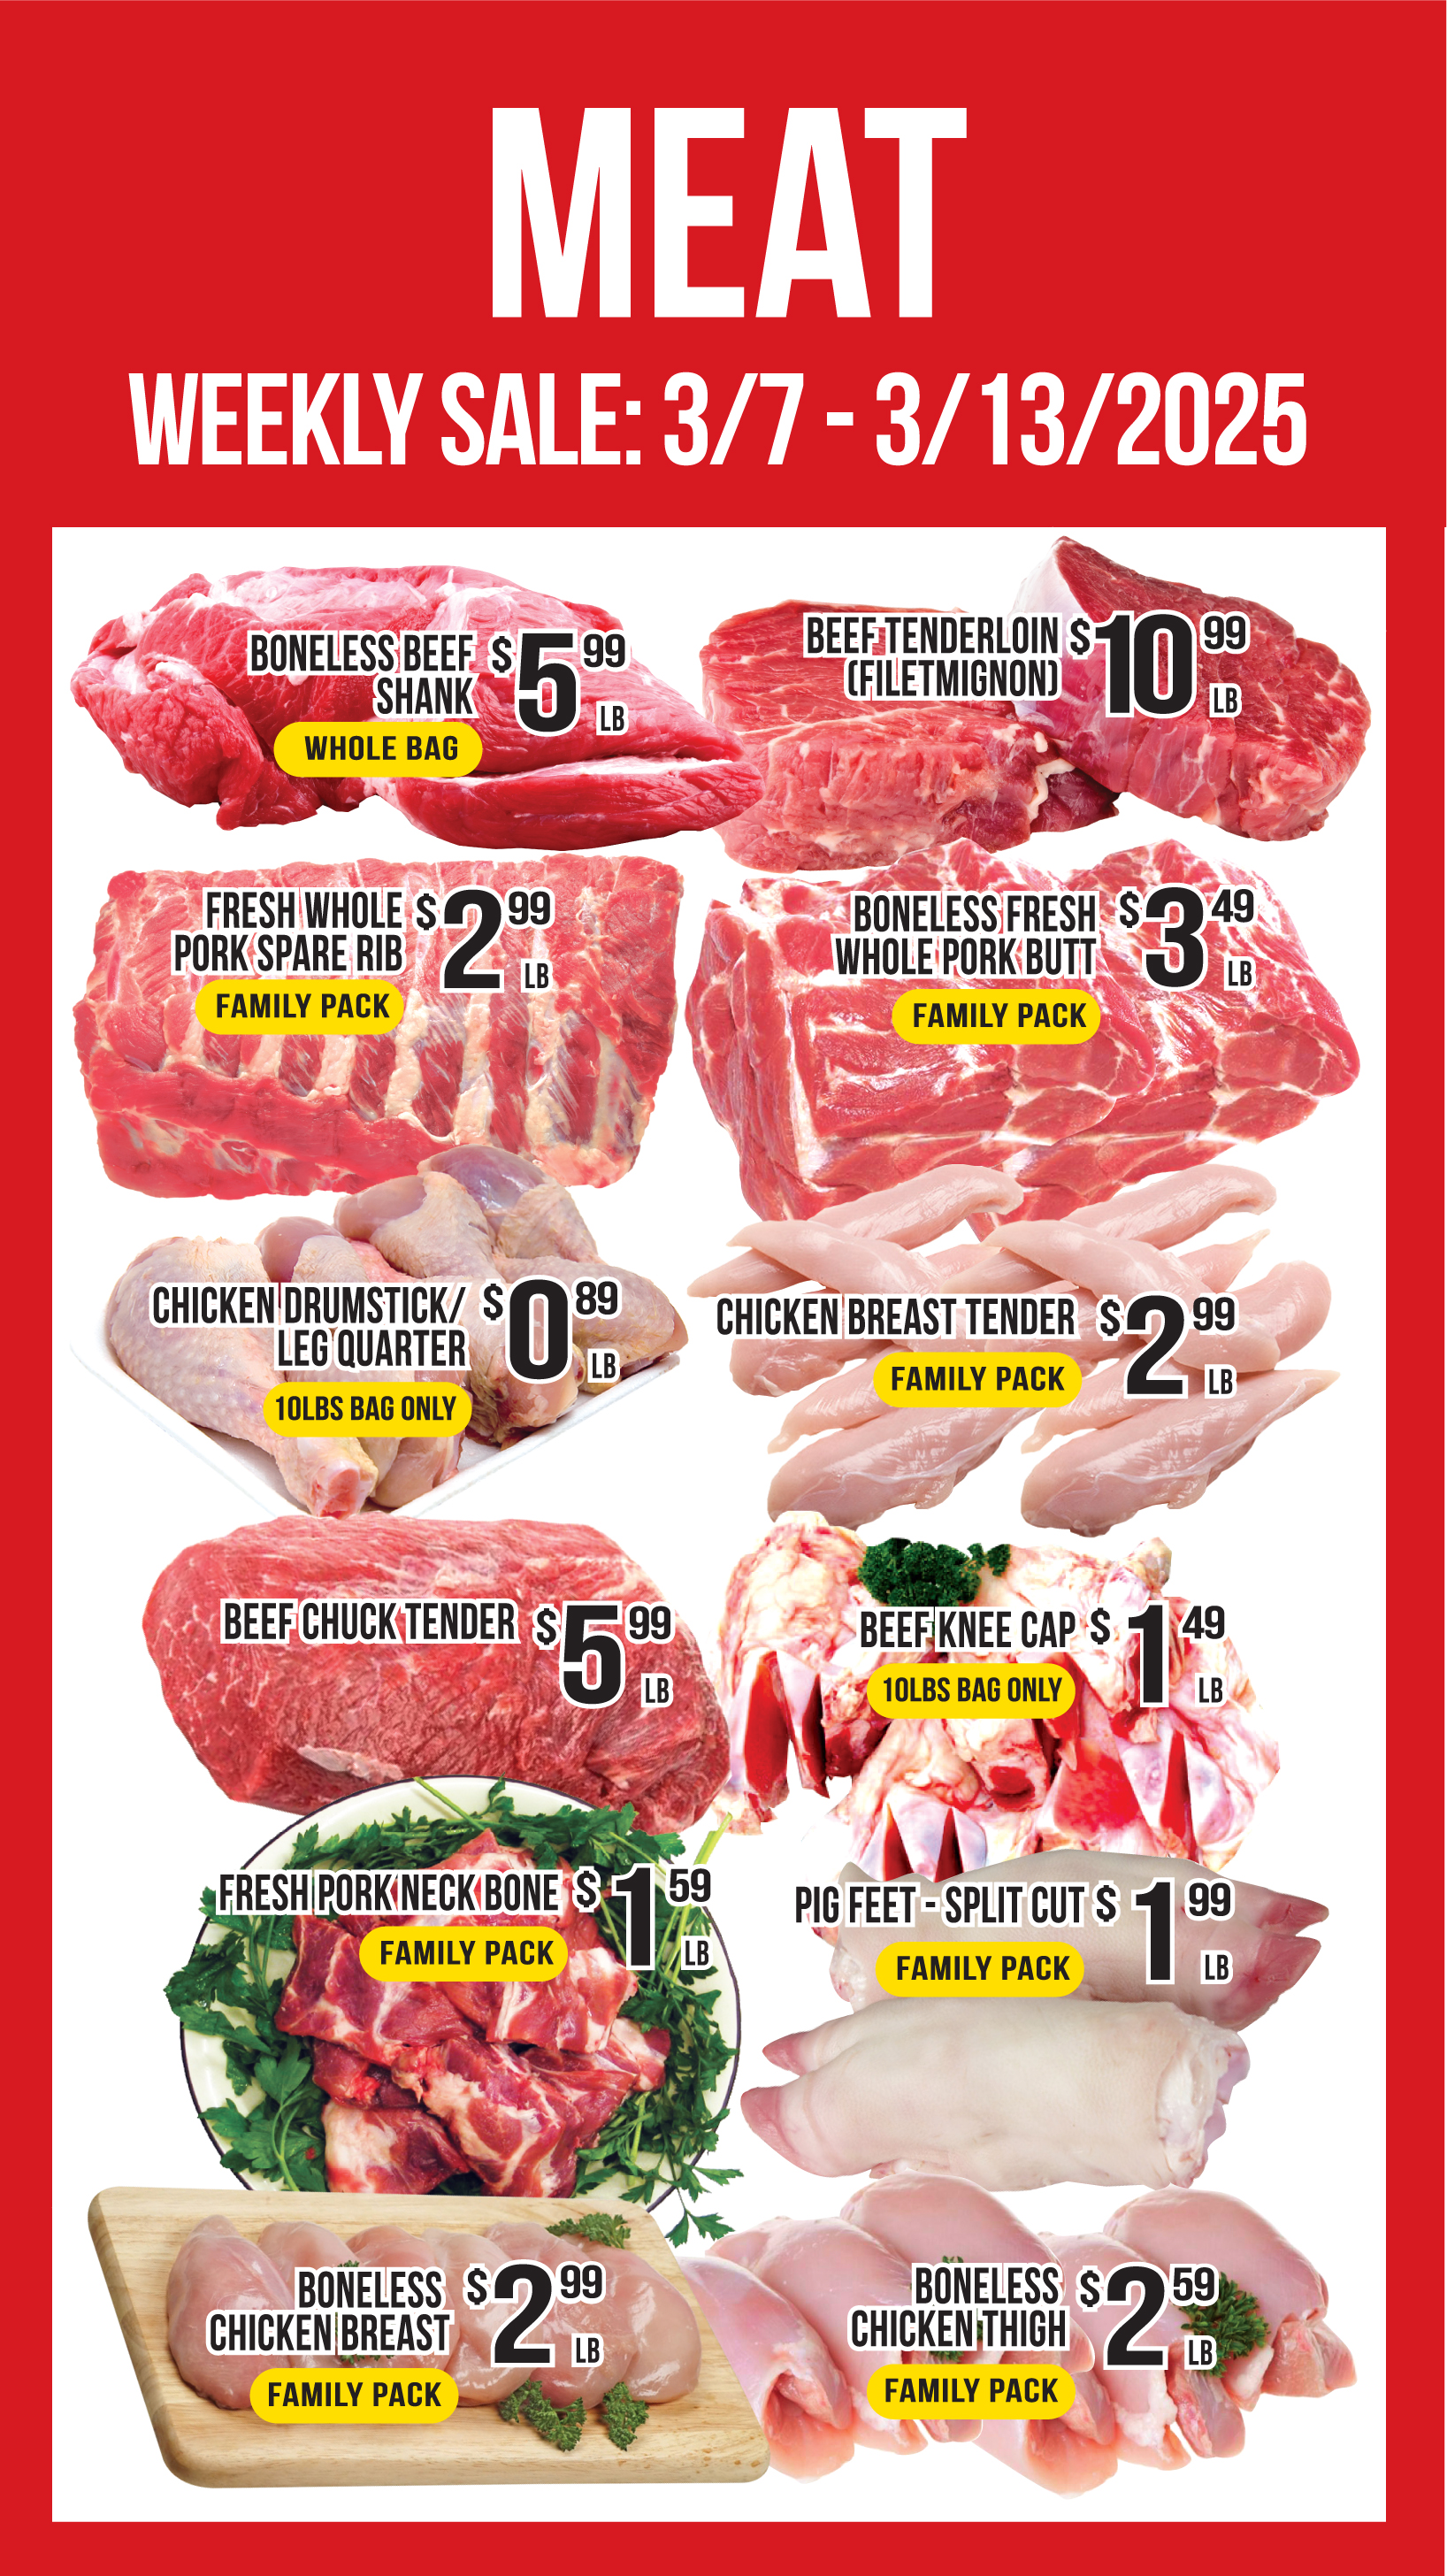 MEAT
WEEKLY SALE: 3/7 - 3/13/2025
BONELESS BEEF
SHANK
$5 99 LB
WHOLE BAG
BEEF TENDERLOIN
(FILETMIGNON)
$10 99 LB
FRESH WHOLE
PORK SPARE RIB
$2 99 LB
FAMILY PACK
BONELESS FRESH
WHOLE PORK BUTT
$3 49 LB
FAMILY PACK
CHICKEN DRUMSTICK/
LEG QUARTER
$0 89 LB
10LBS BAG ONLY
CHICKEN BREAST TENDER
$2 99 LB
FAMILY PACK
BEEF CHUCK TENDER
$5 99 LB
BEEF KNEE CAP
$1 49 LB
10LBS BAG ONLY
FRESH PORK NECK BONE
$1 59 LB
FAMILY PACK
PIG FEET - SPLIT CUT
$1 99 LB
FAMILY PACK
BONELESS
CHICKEN BREAST
$2 99 LB
FAMILY PACK
BONELESS
CHICKEN THIGH
$2 59 LB
FAMILY PACK